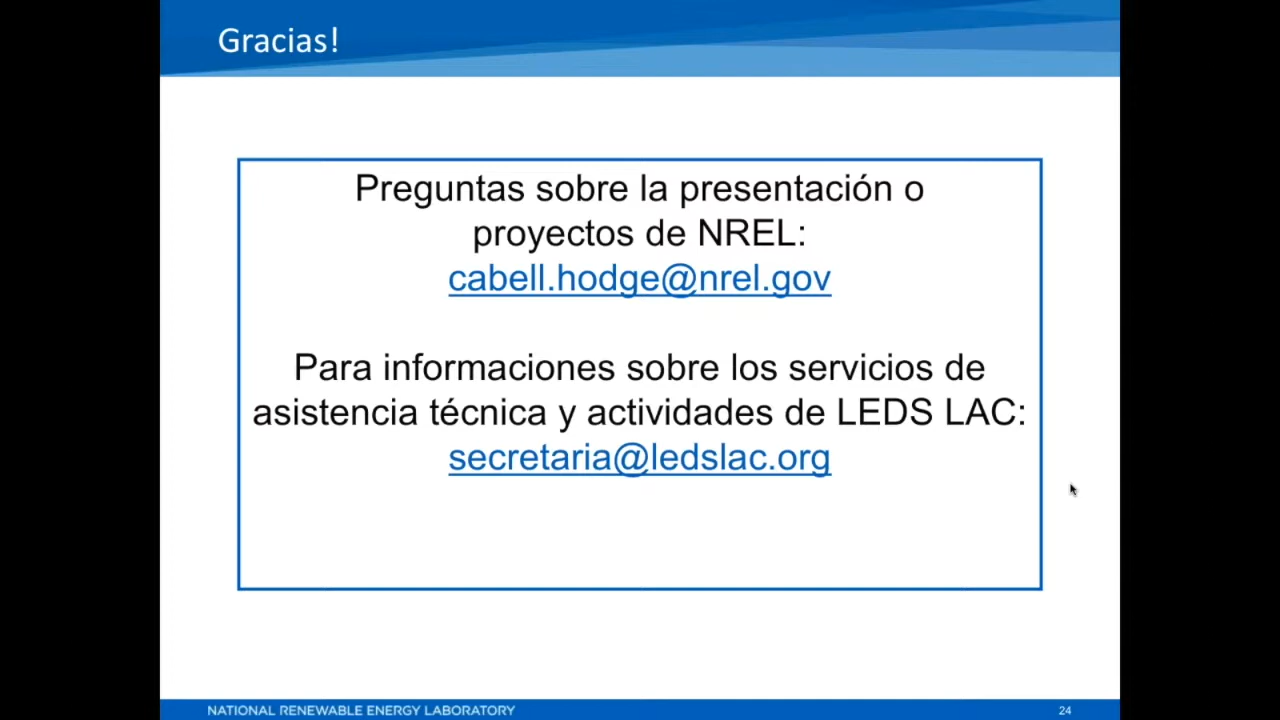 Gracias!
Preguntas sobre la presentación o
proyectos de NREL:
cabell.hodge@nrel.gov
Para informaciones sobre los servicios de
asistencia técnica y actividades de LEDS LAC:
secretaria@ledslac.org
NATIONAL RENEWABLE ENERGY LABORATORY
24